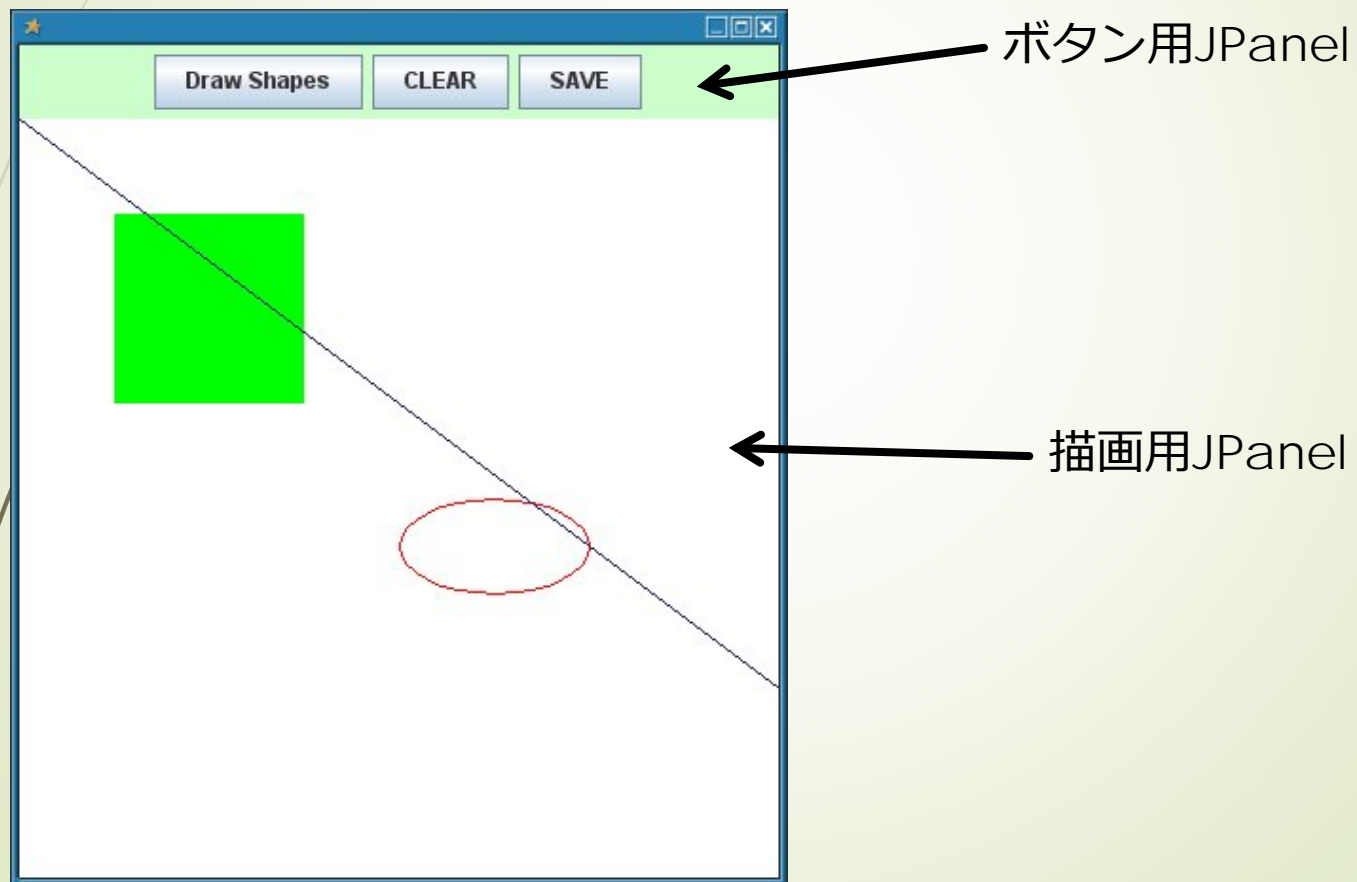 ボタン用JPanel
Draw Shapes
CLEAR
SAVE
描画用JPanel